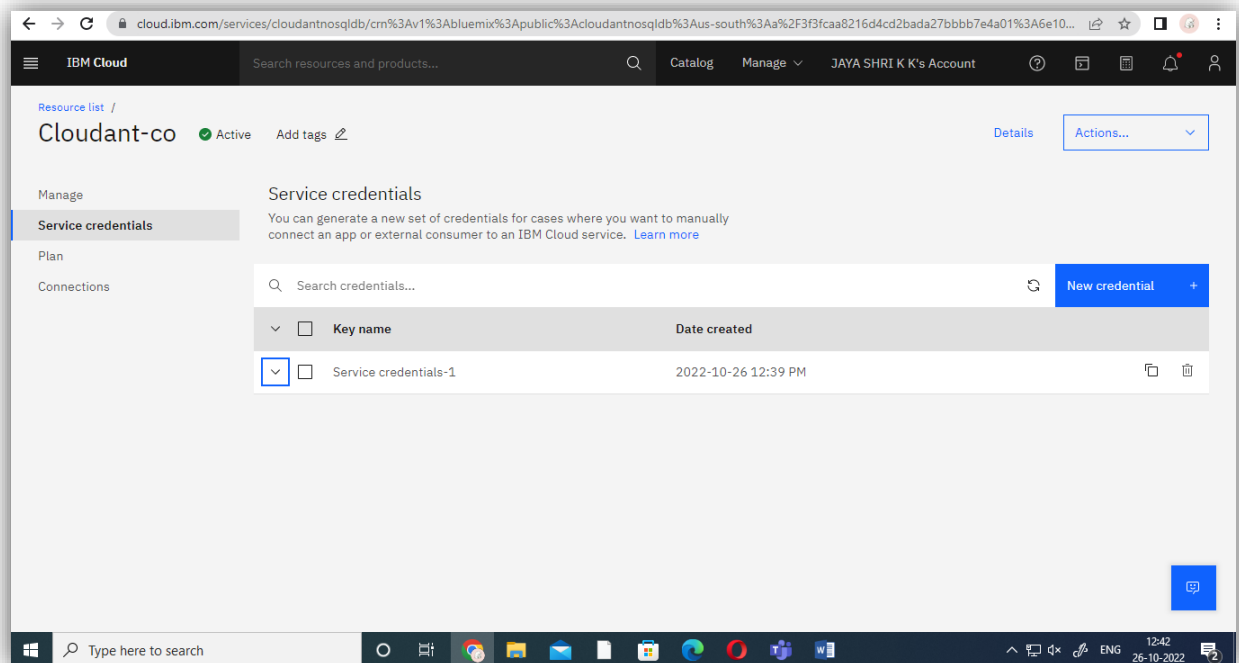 cloud.ibm.com/services/cloudantnosqldb/crn%3Av1%3Abluemix%3Apublic%3Acloudantnosqldb%3Aus-south%3Aa%2F3f3fcaa8216d4cd2bada27bbbb7e4a01%3A6e10...
IBM Cloud
Search resources and products...
Catalog
Manage
JAYA SHRI K K's Account
Resource list /
Cloudant-co
Active
Add tags
Details
Actions...
Manage
Service credentials
Plan
Connections
Service credentials
You can generate a new set of credentials for cases where you want to manually
connect an app or external consumer to an IBM Cloud service. Learn more
Search credentials...
New credential +
Key name
Date created
Service credentials-1
2022-10-26 12:39 PM
Type here to search
ENG
12:42
26-10-2022
2